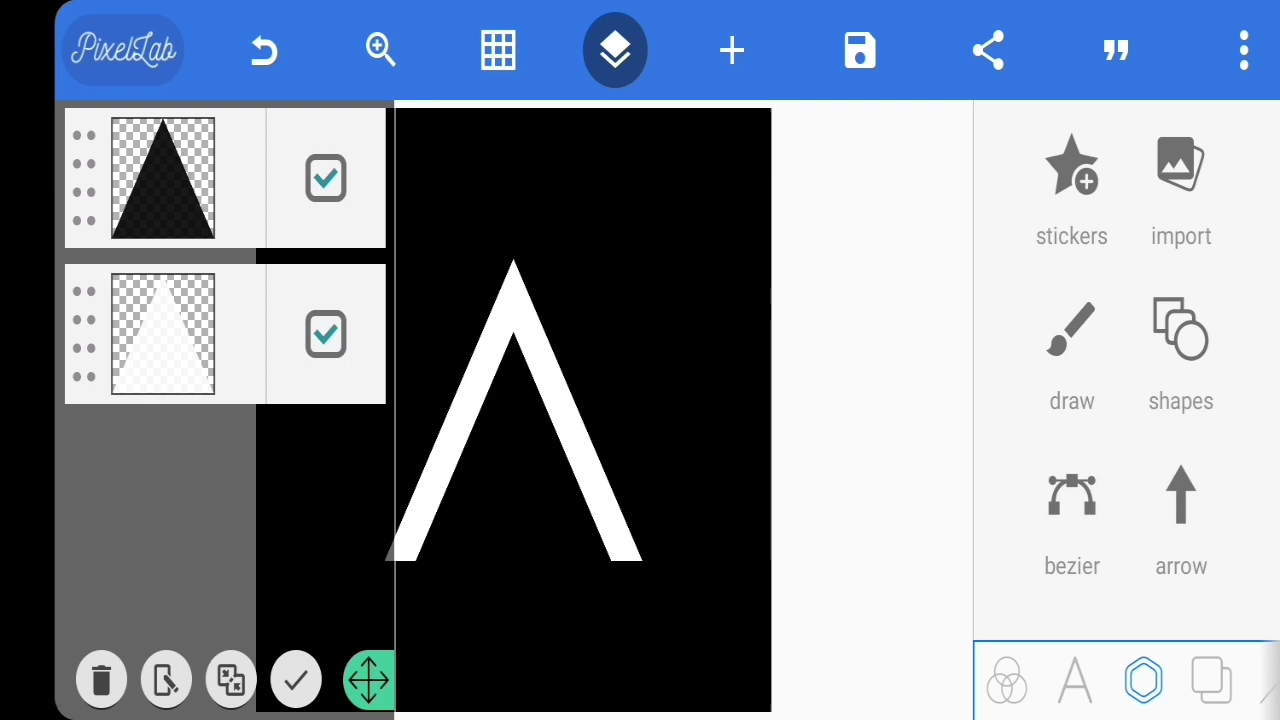 PixelLab
stickers
import
draw
shapes
bezier
arrow